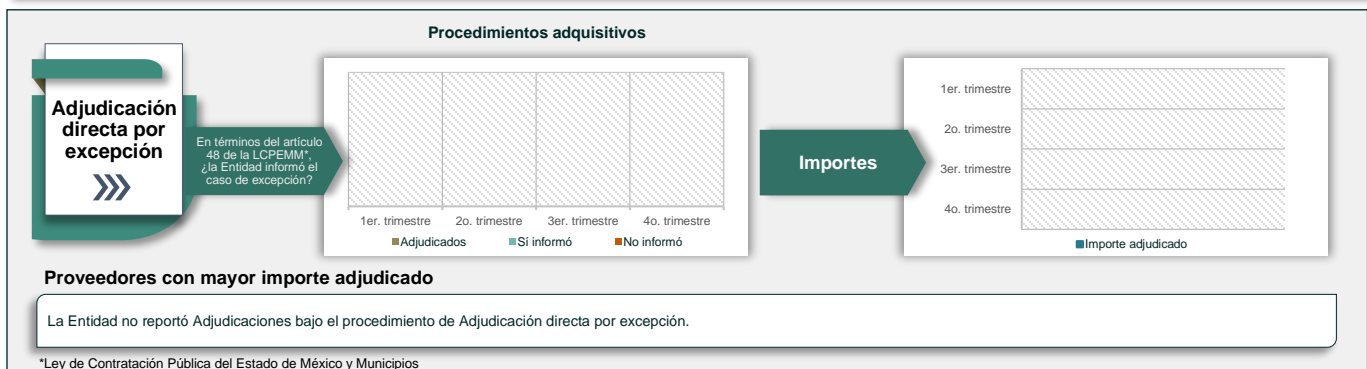 Procedimientos adquisitivos
Adjudicación
directa por
excepción
En términos del artículo
48 de la LCPEMM*,
¿la Entidad informó el
caso de excepción?
1er. trimestre
2o. trimestre
3er. trimestre
4o. trimestre
Adjudicados
Sí informó
No informó
Importes
1er. trimestre
2o. trimestre
3er. trimestre
4o. trimestre
Importe adjudicado
Proveedores con mayor importe adjudicado
La Entidad no reportó Adjudicaciones bajo el procedimiento de Adjudicación directa por excepción.
*Ley de Contratación Pública del Estado de México y Municipios